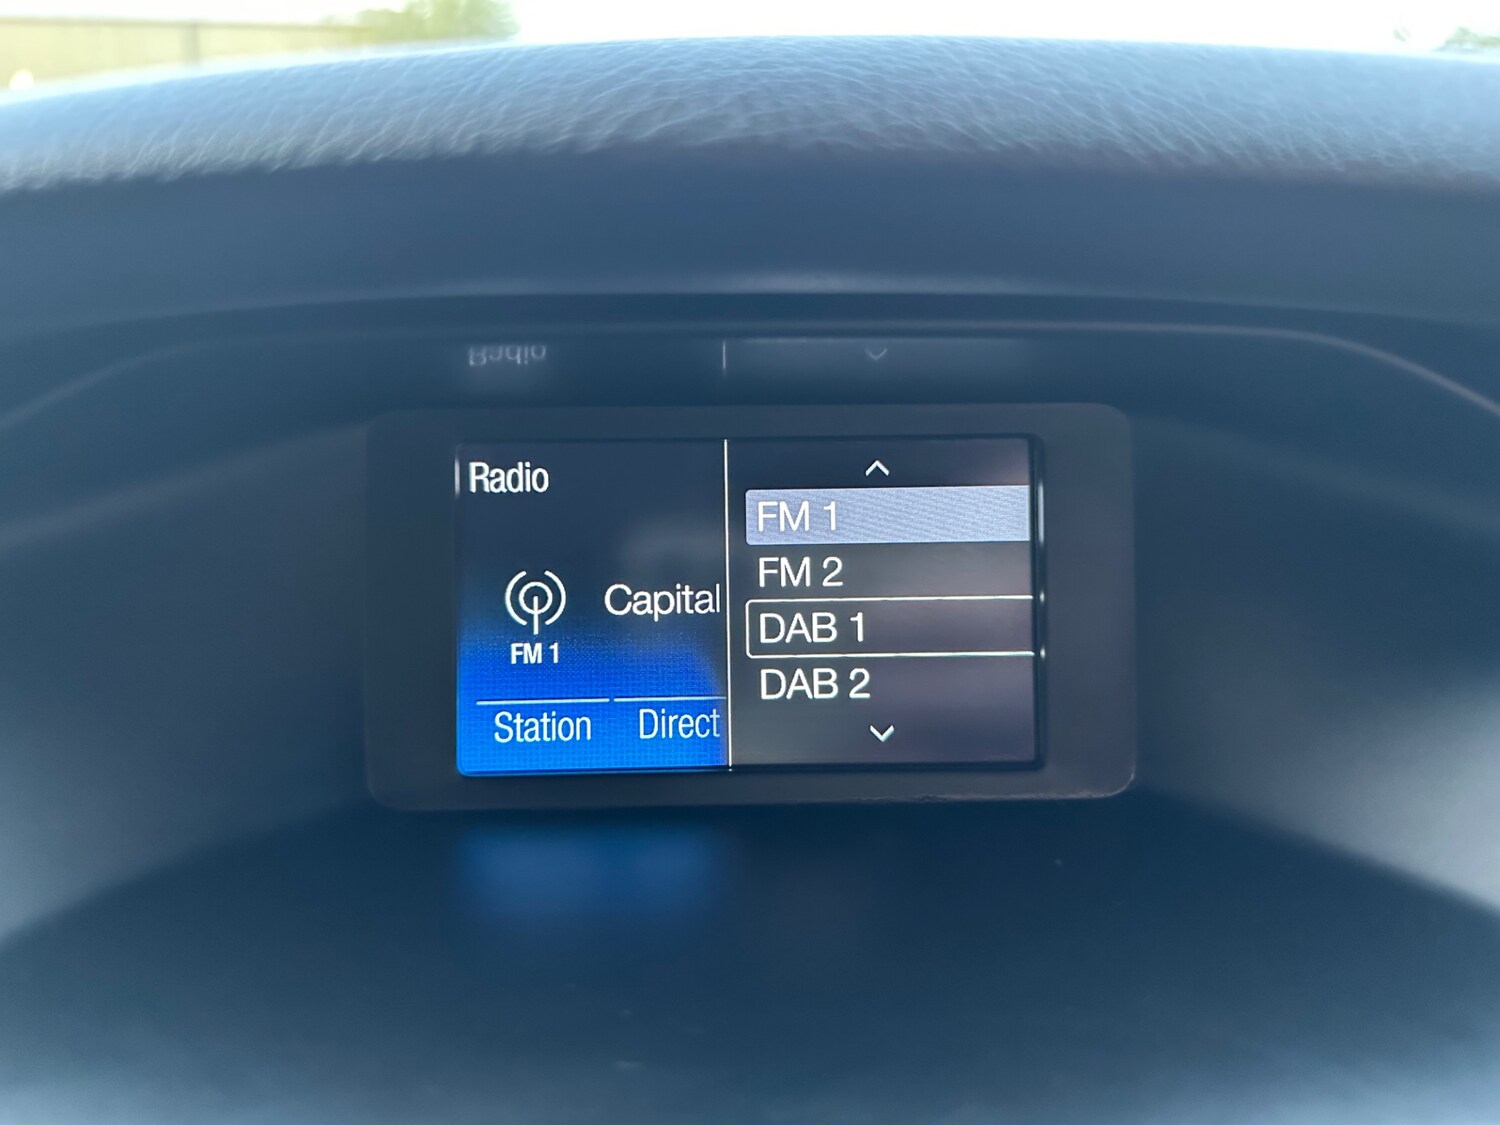 Radio
Capital
FM 1
Station
Direct
FM 1
FM 2
DAB 1
DAB 2